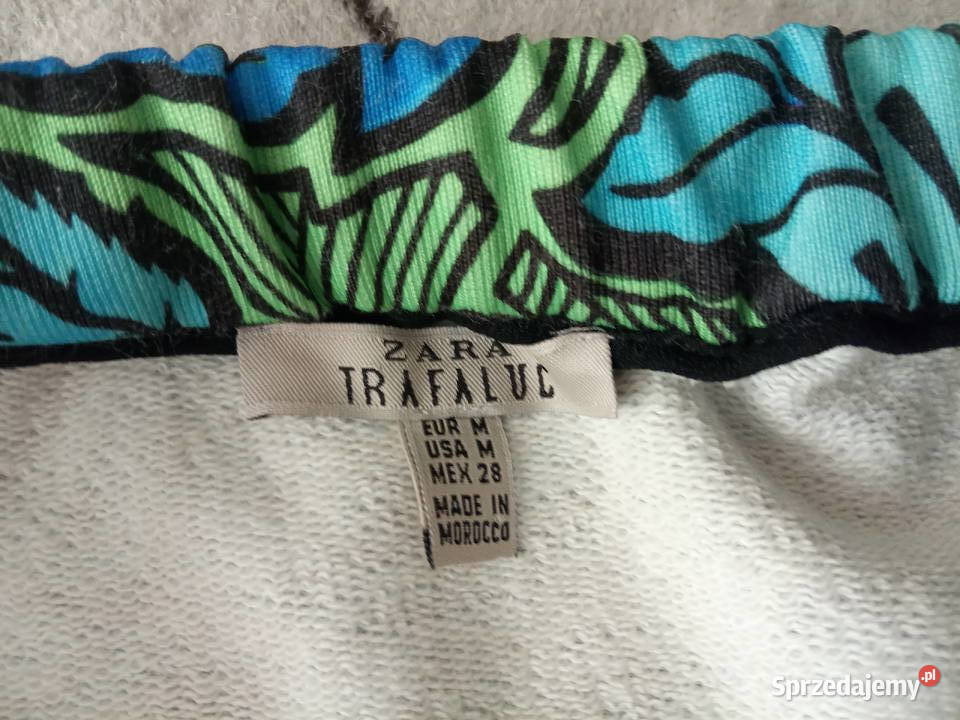 ZARA
TRAFALUC
EUR M
USA M
MEX 28
MADE IN
MOROCCO
Sprzedajemy.pl